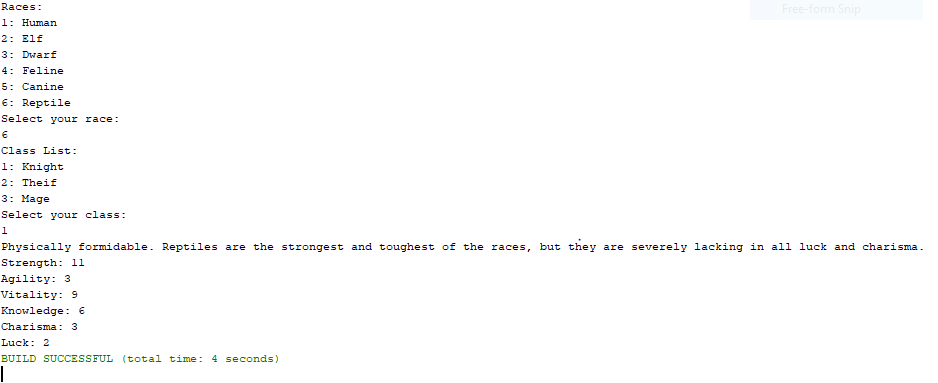 Free-form Snip
Races:
1: Human
2: Elf
3: Dwarf
4: Feline
5: Canine
6: Reptile
Select your race:
6
Class List:
1: Knight
2: Theif
3: Mage
Select your class:
1
Physically formidable. Reptiles are the strongest and toughest of the races, but they are severely lacking in all luck and charisma.
Strength: 11
Agility: 3
Vitality: 9
Knowledge: 6
Charisma: 3
Luck: 2
BUILD SUCCESSFUL (total time: 4 seconds)